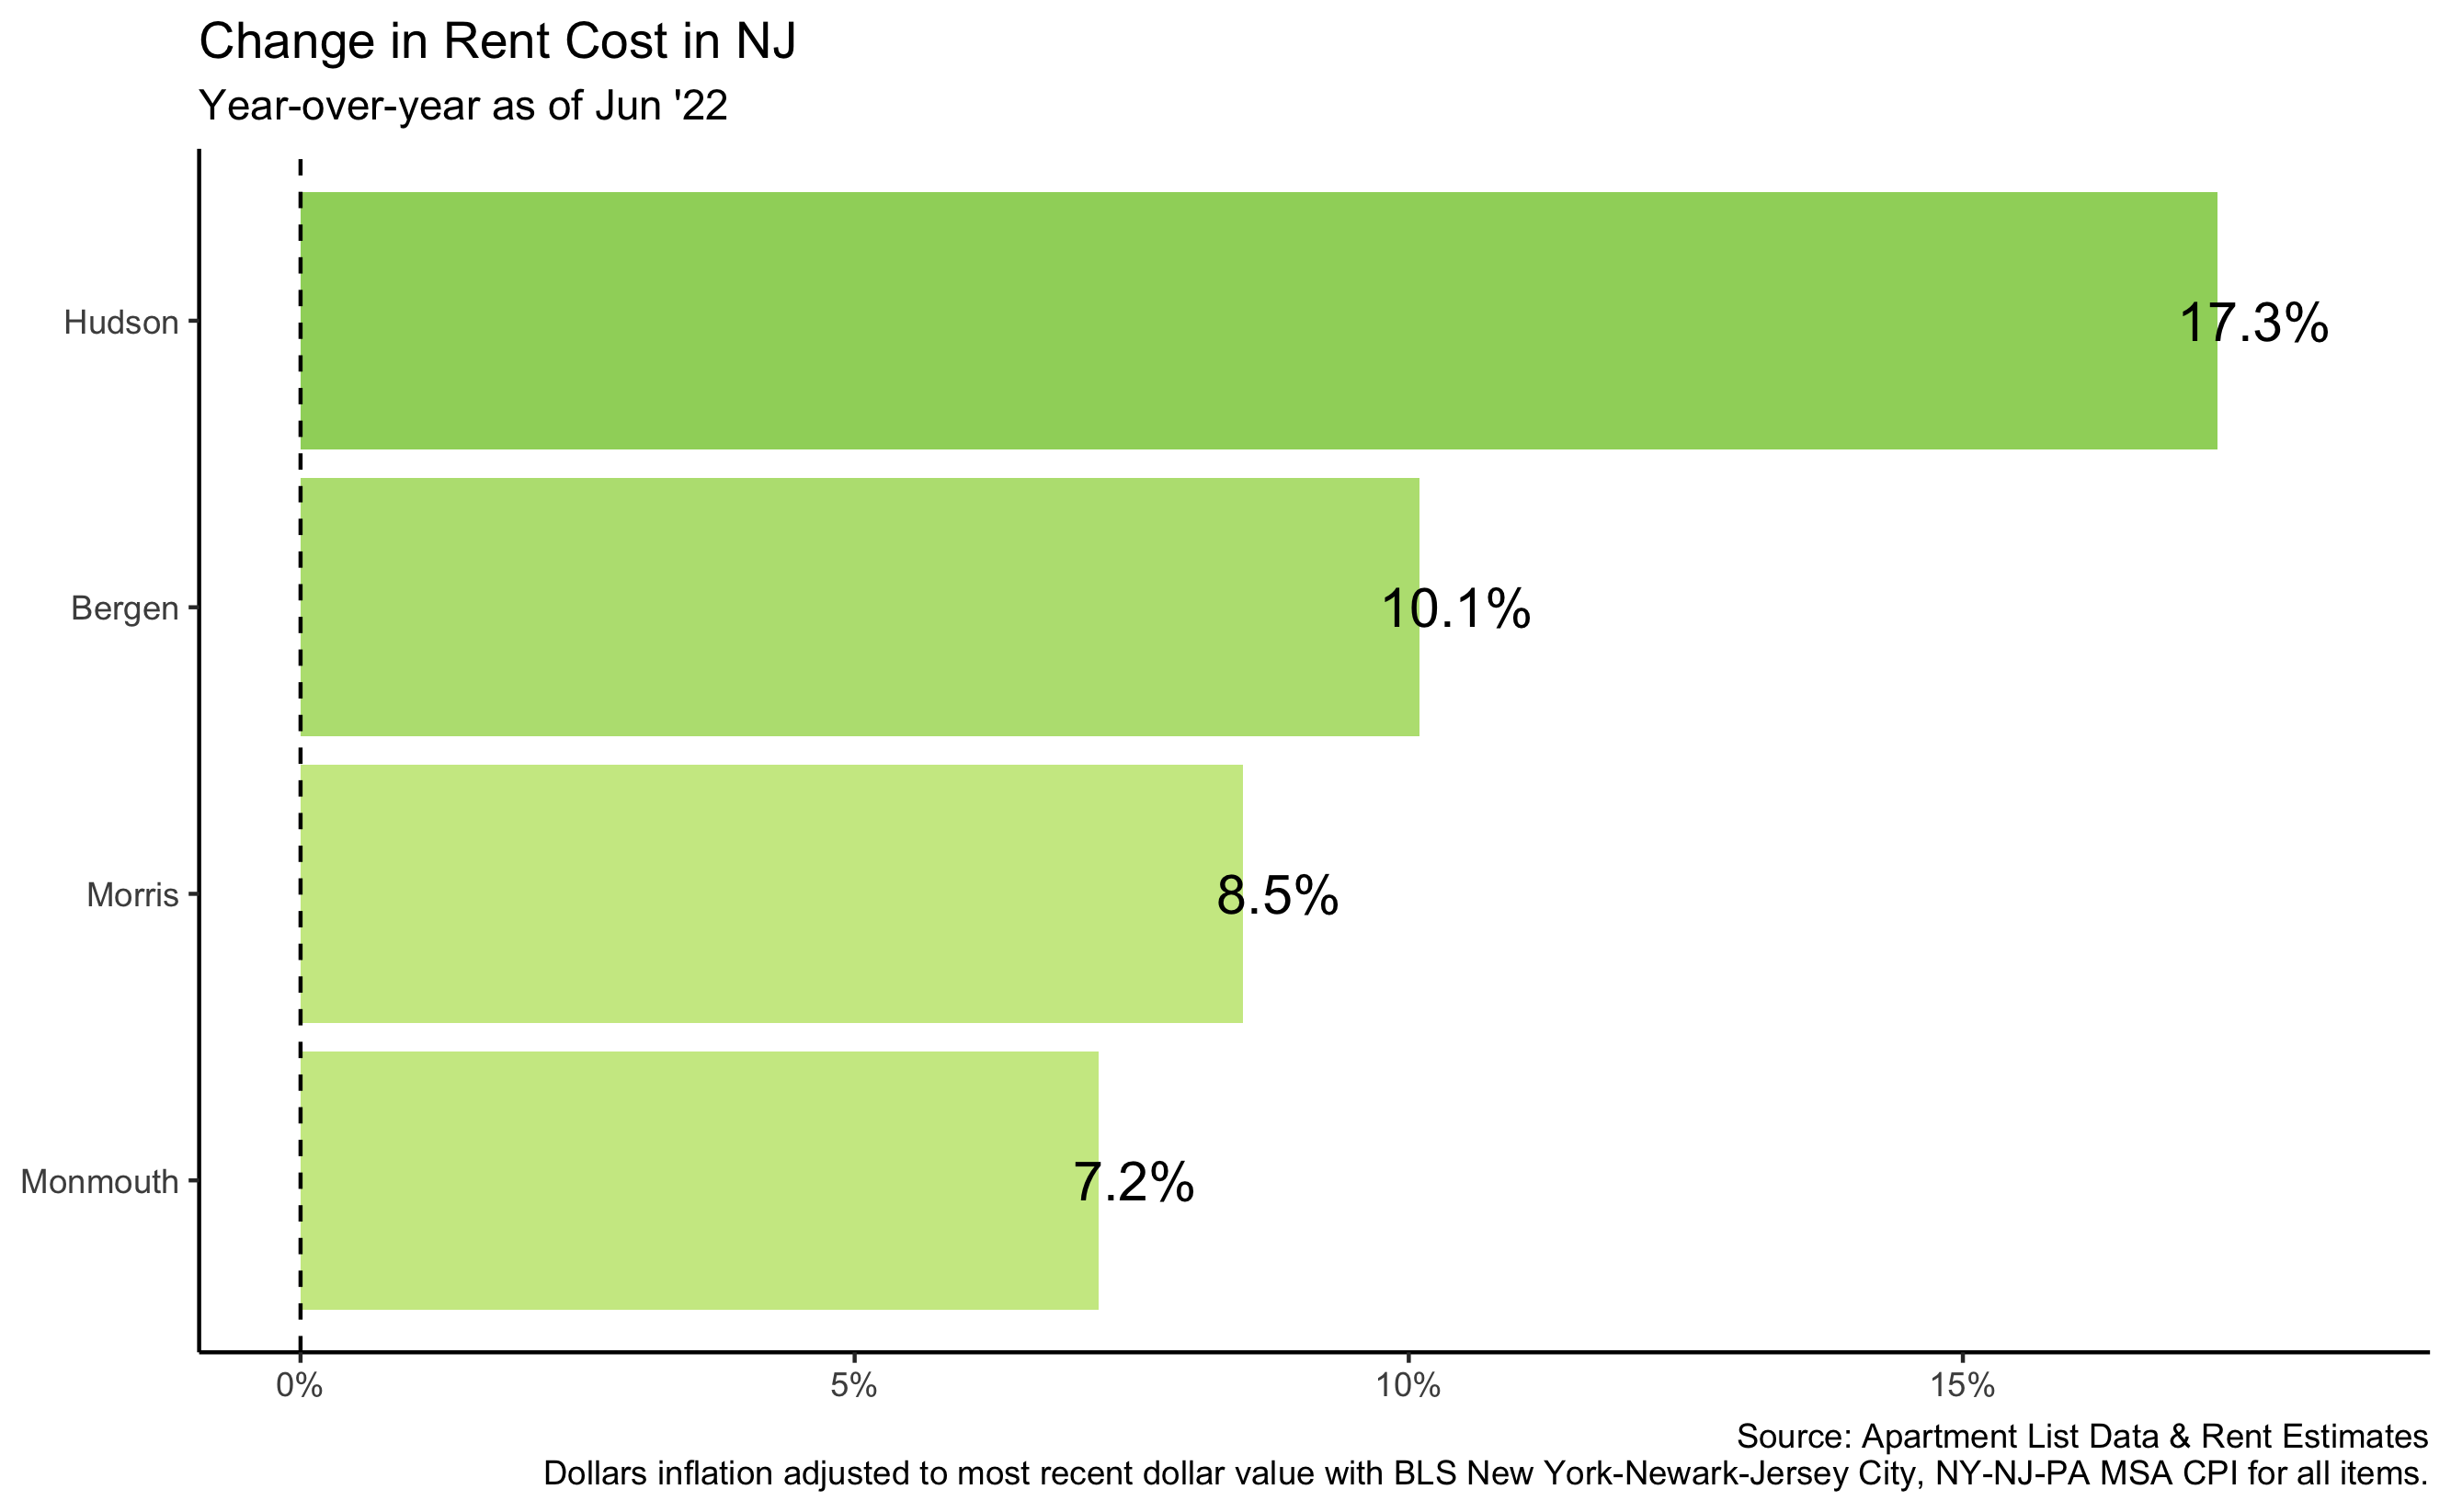 Change in Rent Cost in NJ
Year-over-year as of Jun '22
Hudson
17.3%
Bergen
10.1%
Morris
8.5%
Monmouth
7.2%
0%
5%
10%
15%
Source: Apartment List Data & Rent Estimates
Dollars inflation adjusted to most recent dollar value with BLS New York-Newark-Jersey City, NY-NJ-PA MSA CPI for all items.